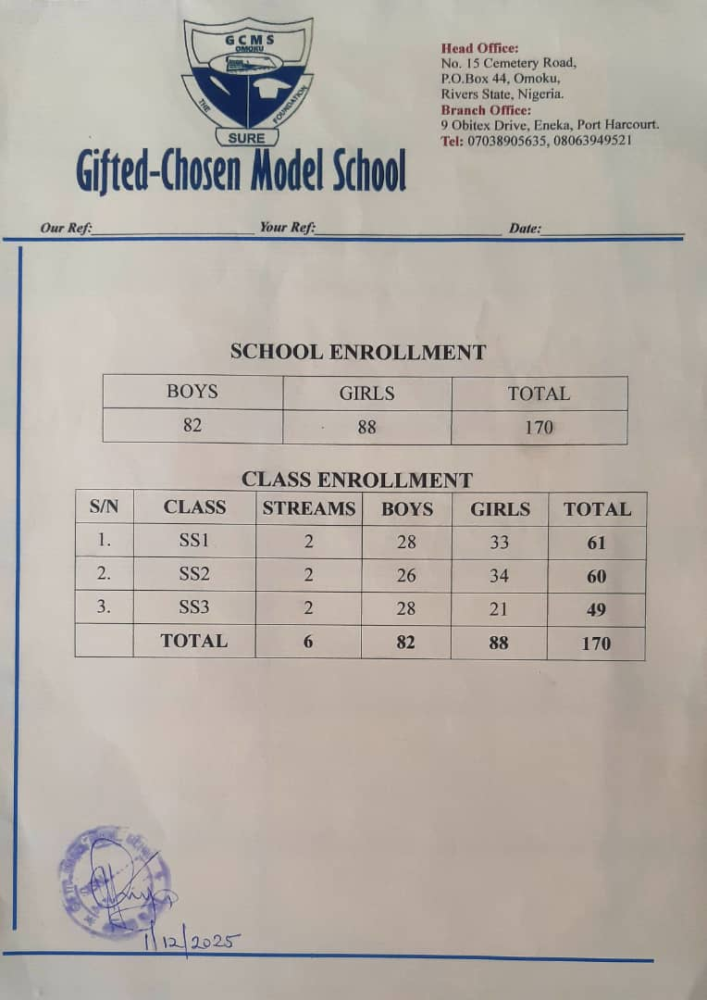 GCMS
OMOKU
THE
SURE
FOUNDATION
Gifted-Chosen Model School
Head Office:
No. 15 Cemetery Road,
P.O.Box 44, Omoku,
Rivers State, Nigeria.
Branch Office:
9 Obitex Drive, Eneka, Port Harcourt.
Tel: 07038905635, 08063949521
Our Ref: Your Ref: Date:
SCHOOL ENROLLMENT
BOYS GIRLS TOTAL
82 88 170
CLASS ENROLLMENT
S/N CLASS STREAMS BOYS GIRLS TOTAL
1. SS1 2 28 33 61
2. SS2 2 26 34 60
3. SS3 2 28 21 49
TOTAL 6 82 88 170
1/12/2025